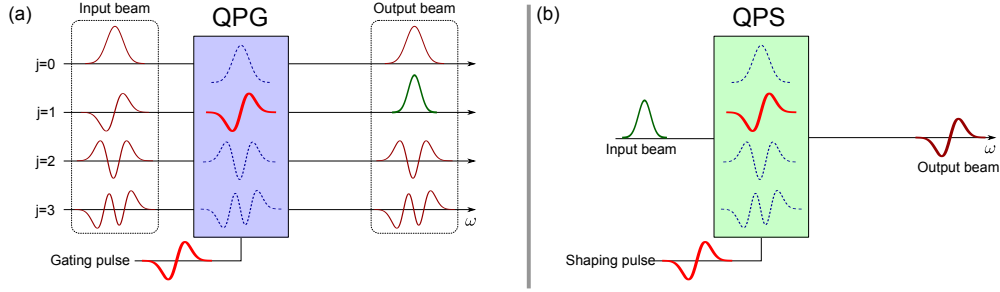 (a)
Input beam
QPG
Output beam
j=0
j=1
j=2
j=3
ω
Gating pulse
(b)
QPS
Input beam
ω
Output beam
Shaping pulse